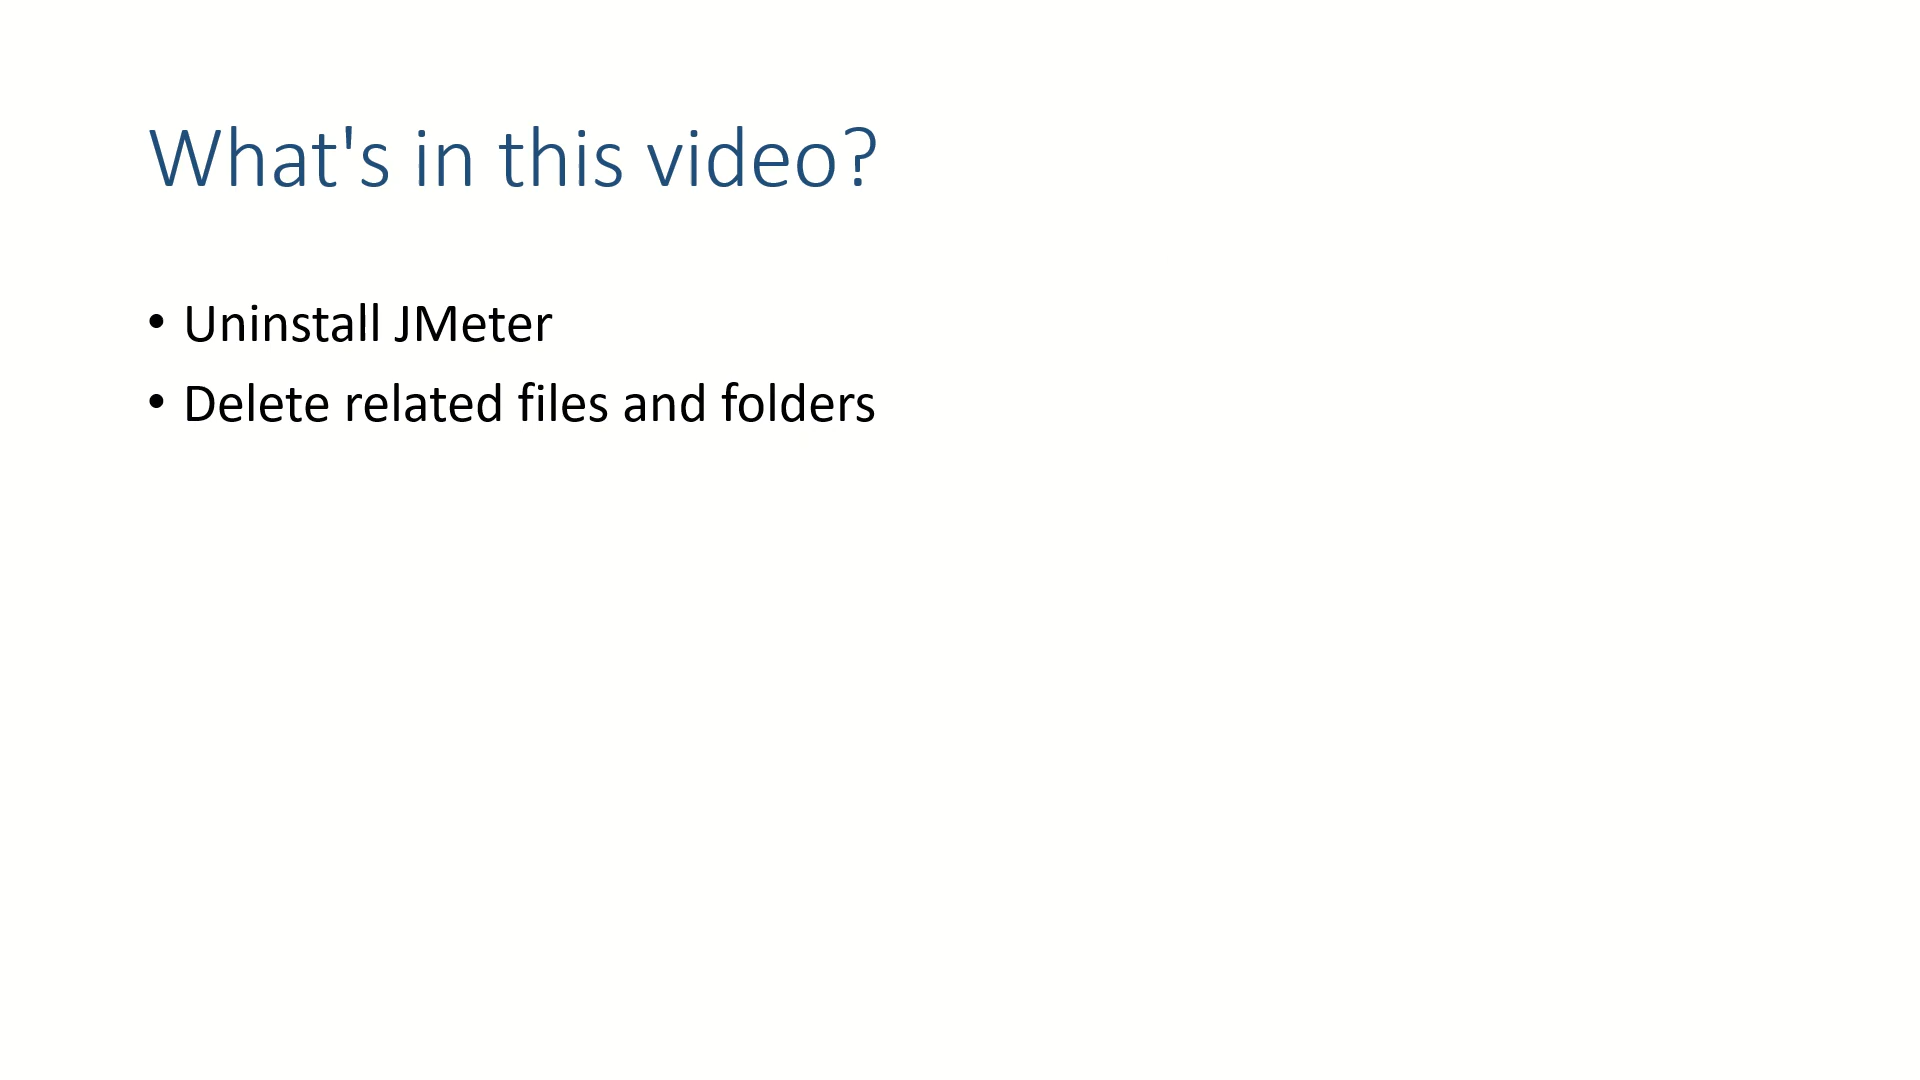 What's in this video?
• Uninstall JMeter
• Delete related files and folders